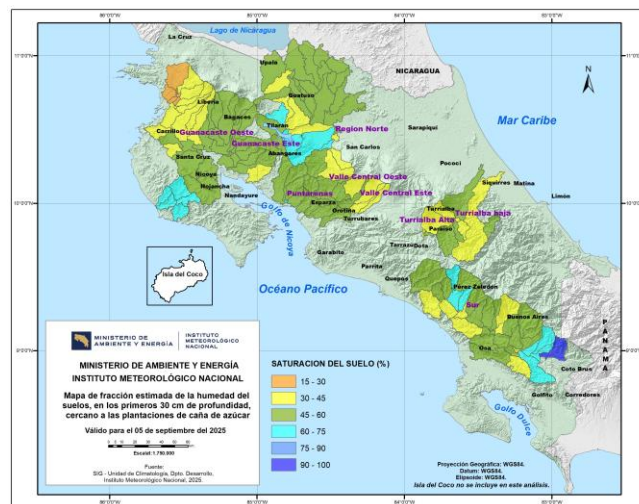 La Cruz
Lago de Nicaragua
Upala
NICARAGUA
N
Guatuso
Liberia
Mar Caribe
Bagaces
Tilarán
Carrillo
Guanacaste Oeste
Region Norte
Sarapiquí
Guanacaste Este
Abangares
San Carlos
Santa Cruz
Pococí
Valle Central Oeste
Nicoya
Siquirres
Matina
Hojancha
Puntarenas
Valle Central Este
Limón
Nandayure
Esparza
Turrialba
Orotina
Turrialba Alta
Turrialba baja
Golfo de Nicoya
Turrubares
Paraíso
Tarrazú
Garabito
Isla del Coco
Parrita
Quepos
Pérez Zeledón
Océano Pacífico
Sur
Buenos Aires
PANAMA
Osa
Coto Brus
Golfito
Corredores
Golfo Dulce
MINISTERIO DE
AMBIENTE Y ENERGÍA
INSTITUTO
METEOROLÓGICO
NACIONAL
MINISTERIO DE AMBIENTE Y ENERGÍA
INSTITUTO METEOROLÓGICO NACIONAL
Mapa de fracción estimada de la humedad del
suelos, en los primeros 30 cm de profundidad,
cercano a las plantaciones de caña de azúcar
Válido para el 05 de septiembre del 2025
Fuente:
SIG - Unidad de Climatología, Dpto. Desarrollo,
Instituto Meteorológico Nacional, 2025.
SATURACION DEL SUELO (%)
15 - 30
30 - 45
45 - 60
60 - 75
75 - 90
90 - 100
Proyección Geográfica: WGS84.
Datum: WGS84.
Elipsoide: WGS84.
Isla del Coco no se incluye en este análisis.